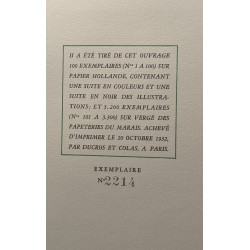 IL A ÉTÉ TIRÉ DE CET OUVRAGE
100 EXEMPLAIRES (Nos 1 A 100) SUR
PAPIER HOLLANDE, CONTENANT
UNE SUITE EN COULEURS ET UNE
SUITE EN NOIR DES ILLUSTRA-
TIONS; ET 3.200 EXEMPLAIRES
(Nos 101 A 3.300) SUR VERGÉ DES
PAPETERIES DU MARAIS. ACHEVÉ
D'IMPRIMER LE 20 OCTOBRE 1952,
PAR DUCROS ET COLAS, A PARIS.
EXEMPLAIRE
No 2214